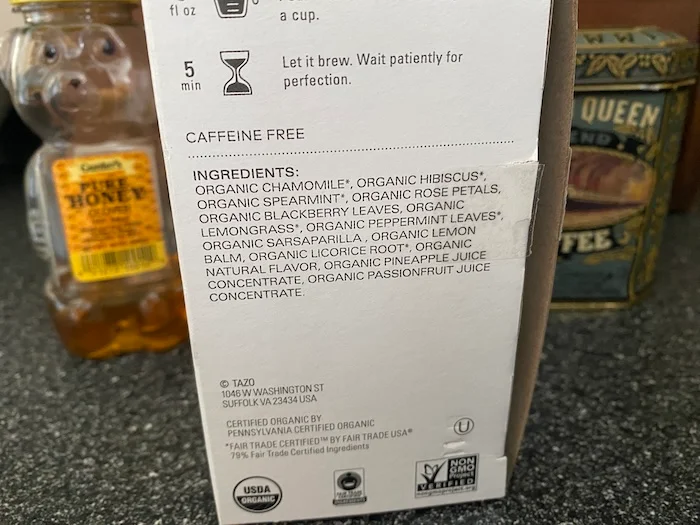 fl oz
a cup.
5
min
Let it brew. Wait patiently for
perfection.
CAFFEINE FREE
INGREDIENTS:
ORGANIC CHAMOMILE*, ORGANIC HIBISCUS*,
ORGANIC SPEARMINT*, ORGANIC ROSE PETALS,
ORGANIC BLACKBERRY LEAVES, ORGANIC
LEMONGRASS*, ORGANIC PEPPERMINT LEAVES*,
ORGANIC SARSAPARILLA, ORGANIC LEMON
BALM, ORGANIC LICORICE ROOT*, ORGANIC
NATURAL FLAVOR, ORGANIC PINEAPPLE JUICE
CONCENTRATE, ORGANIC PASSIONFRUIT JUICE
CONCENTRATE.
© TAZO
1046 W WASHINGTON ST
SUFFOLK VA 23434 USA
CERTIFIED ORGANIC BY
PENNSYLVANIA CERTIFIED ORGANIC
*FAIR TRADE CERTIFIED™ BY FAIR TRADE USA®
79% Fair Trade Certified Ingredients
U
USDA
ORGANIC
NON
GMO
Project
VERIFIED
nongmoproject.org
PURE
HONEY
QUEEN
FEE